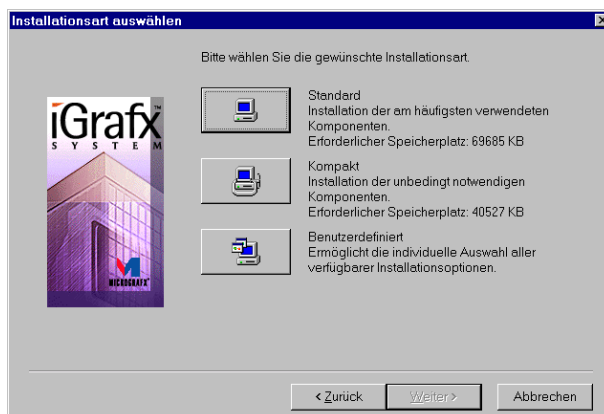 Installationsart auswählen
Bitte wählen Sie die gewünschte Installationsart.
iGrafx™
SYSTEM
MICROGRAFX®
Standard
Installation der am häufigsten verwendeten
Komponenten.
Erforderlicher Speicherplatz: 69685 KB
Kompakt
Installation der unbedingt notwendigen
Komponenten.
Erforderlicher Speicherplatz: 40527 KB
Benutzerdefiniert
Ermöglicht die individuelle Auswahl aller
verfügbarer Installationsoptionen.
< Zurück
Weiter >
Abbrechen